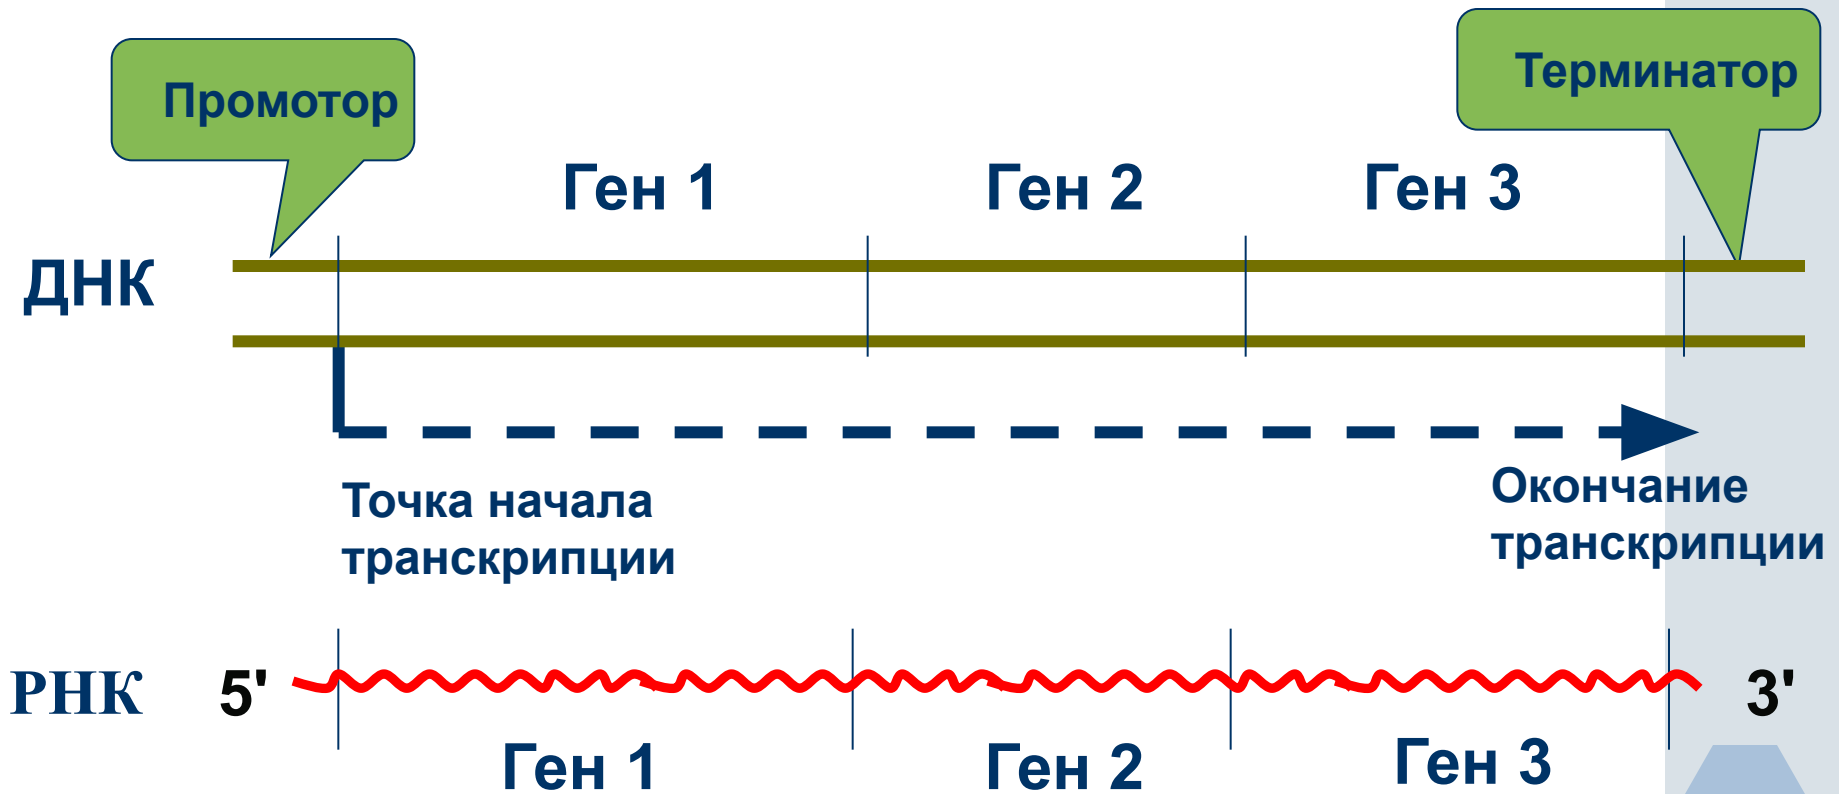 Промотор
Терминатор
Ген 1
Ген 2
Ген 3
ДНК
Точка начала
транскрипции
Окончание
транскрипции
РНК
5'
3'
Ген 1
Ген 2
Ген 3